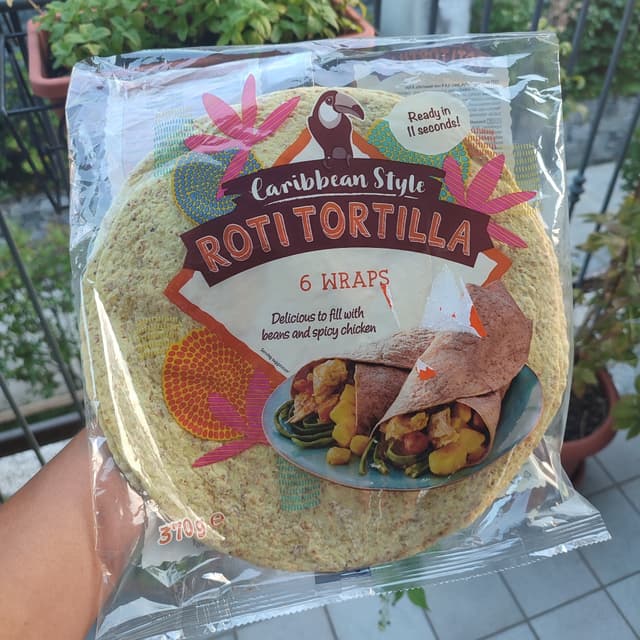 Ready in
11 seconds!
Caribbean Style
ROTI TORTILLA
6 WRAPS
Delicious to fill with
beans and spicy chicken
370g e